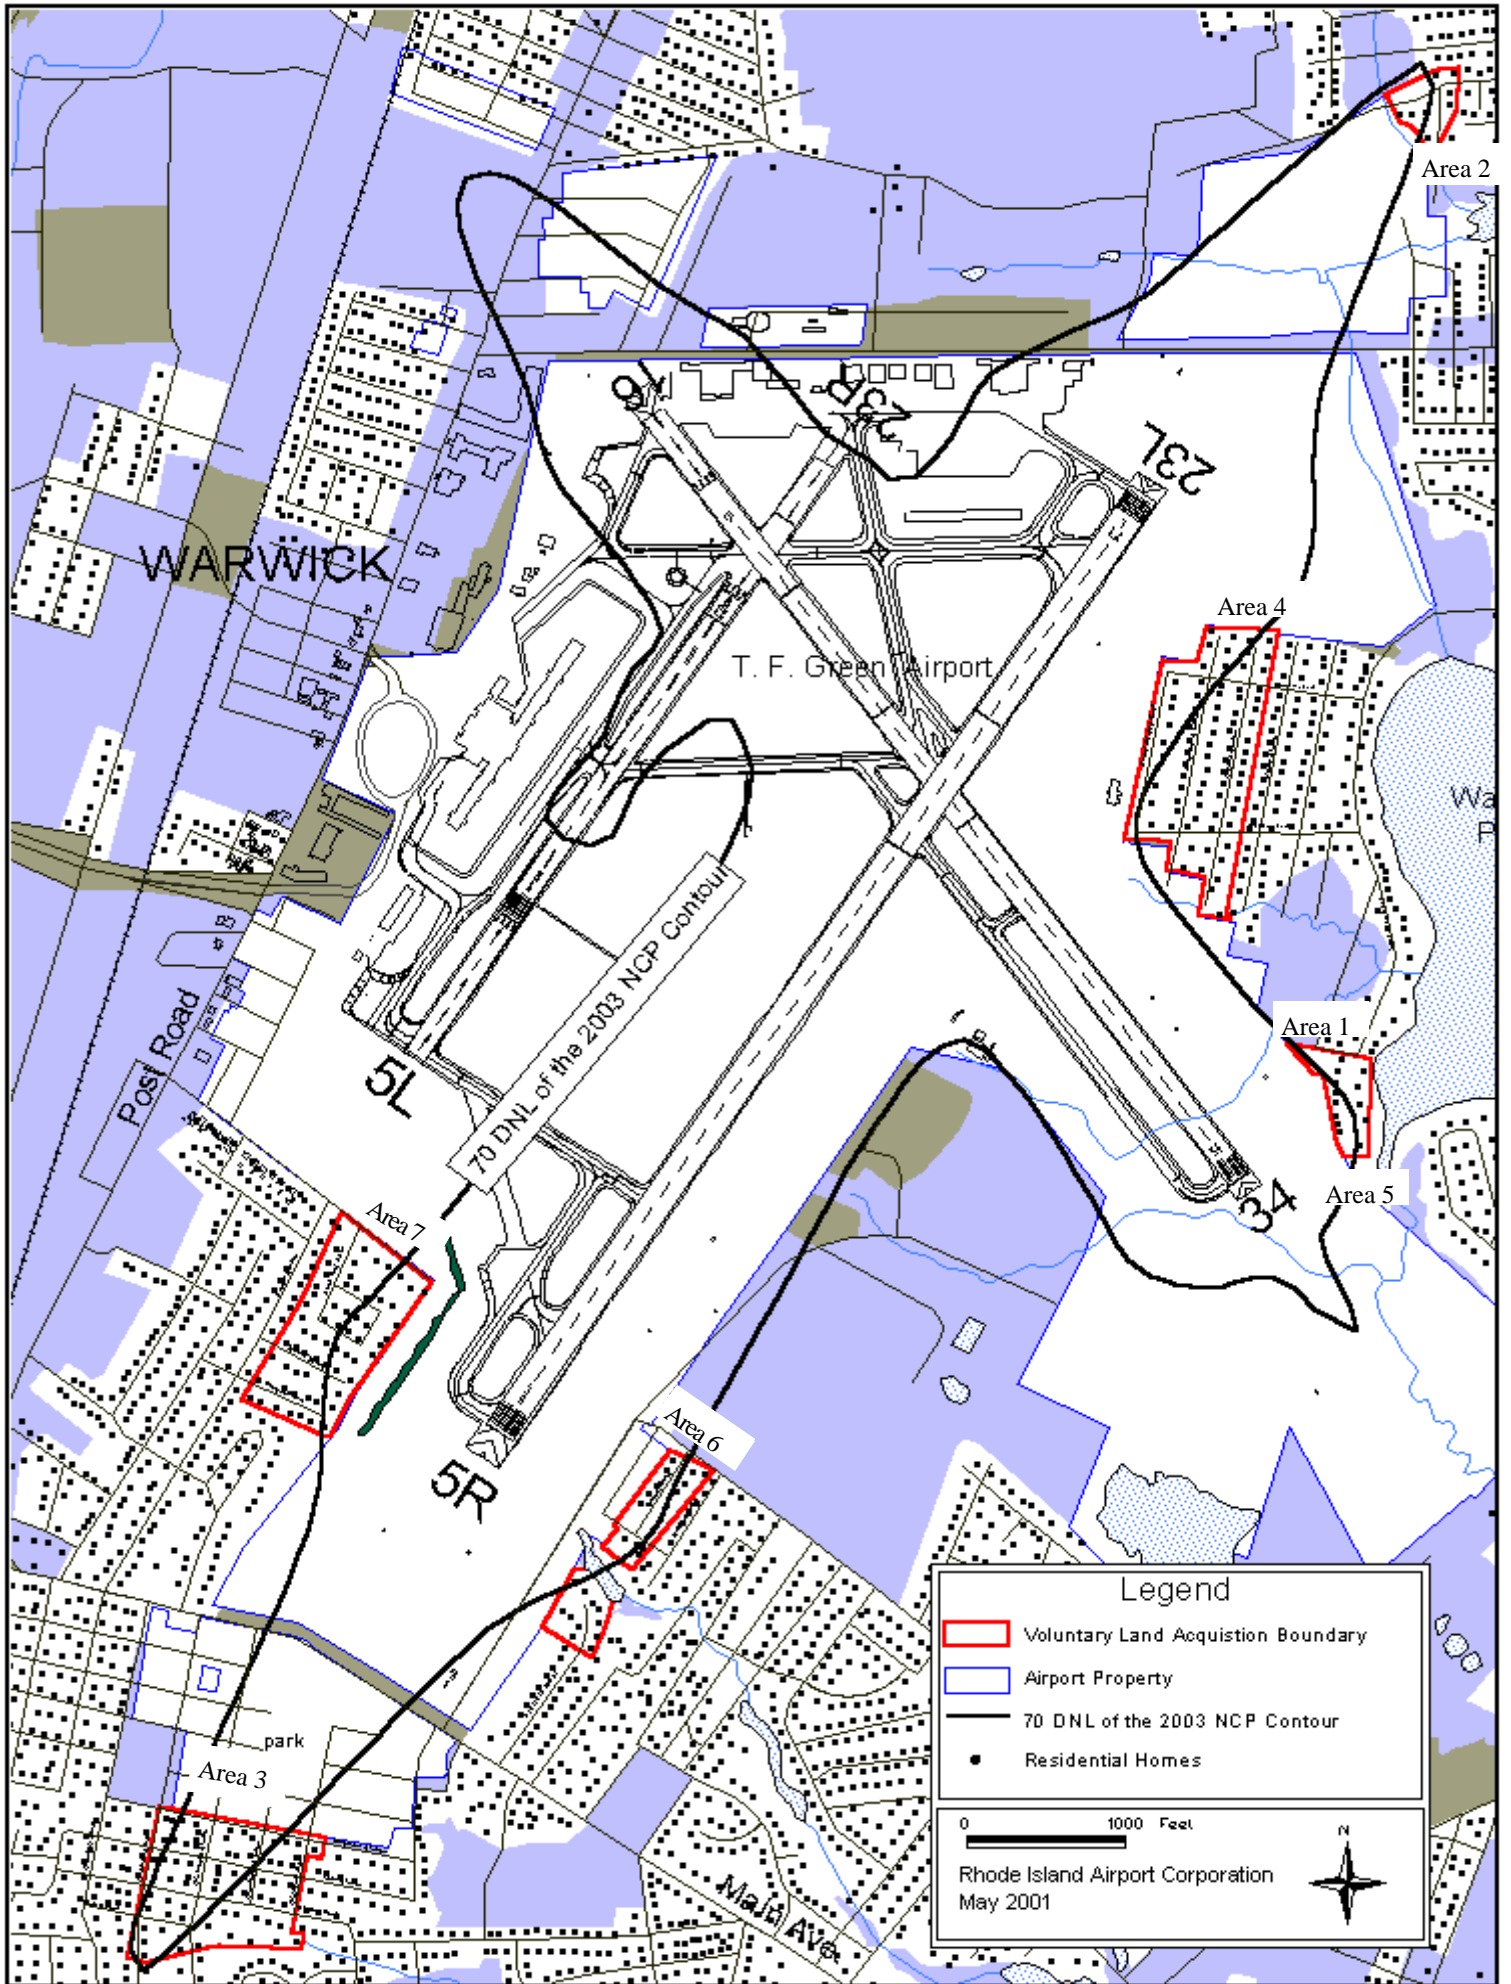 Area 2
16
23R
23L
WARWICK
Area 4
T. F. Green Airport
Wa
P
70 DNL of the 2003 NCP Contour
Post Road
5L
Area 1
Area 5
34
Area 7
Area 6
5R
park
Area 3
Main Ave
Legend
Voluntary Land Acquistion Boundary
Airport Property
70 DNL of the 2003 NCP Contour
Residential Homes
0 1000 Feet
N
Rhode Island Airport Corporation
May 2001